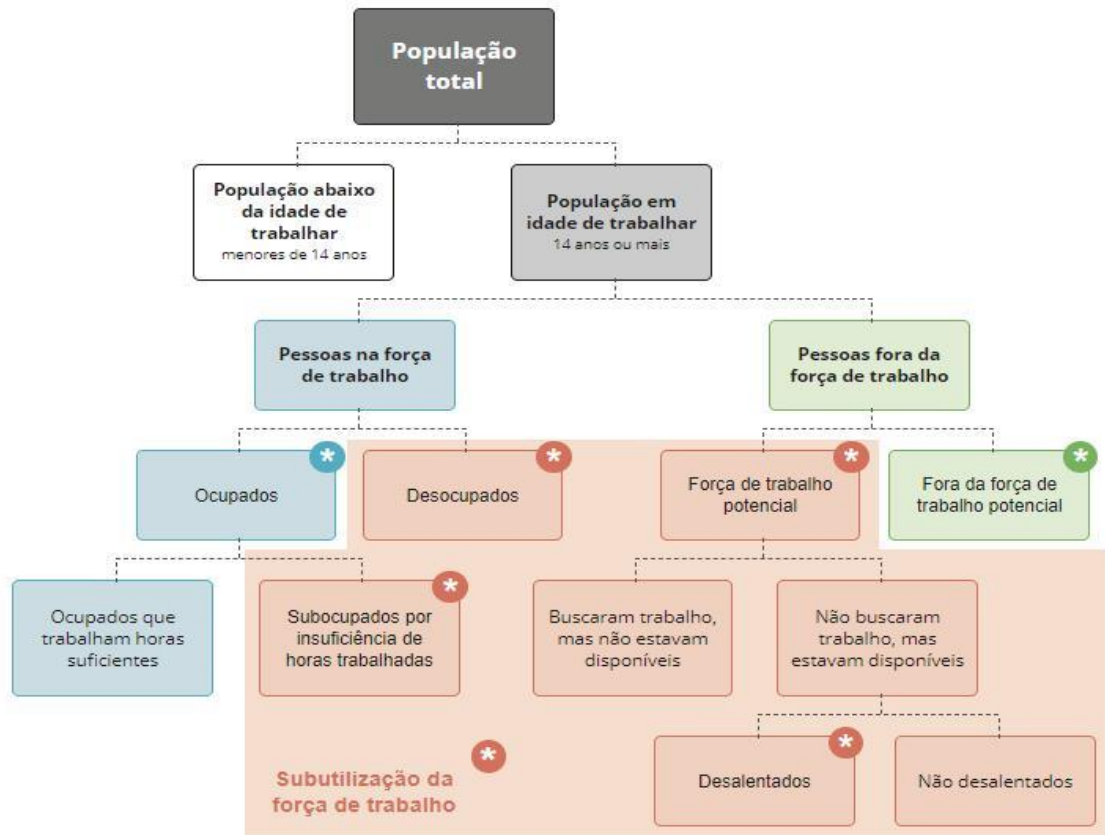 População
total
População abaixo
da idade de
trabalhar
menores de 14 anos
População em
idade de trabalhar
14 anos ou mais
Pessoas na força
de trabalho
Pessoas fora da
força de trabalho
*
Ocupados
*
Desocupados
*
Força de trabalho
potencial
*
Fora da força de
trabalho potencial
Ocupados que
trabalham horas
suficientes
*
Subocupados por
insuficiência de
horas trabalhadas
Buscaram trabalho,
mas não estavam
disponíveis
Não buscaram
trabalho, mas
estavam disponíveis
*
Subutilização da
força de trabalho
*
Desalentados
Não desalentados